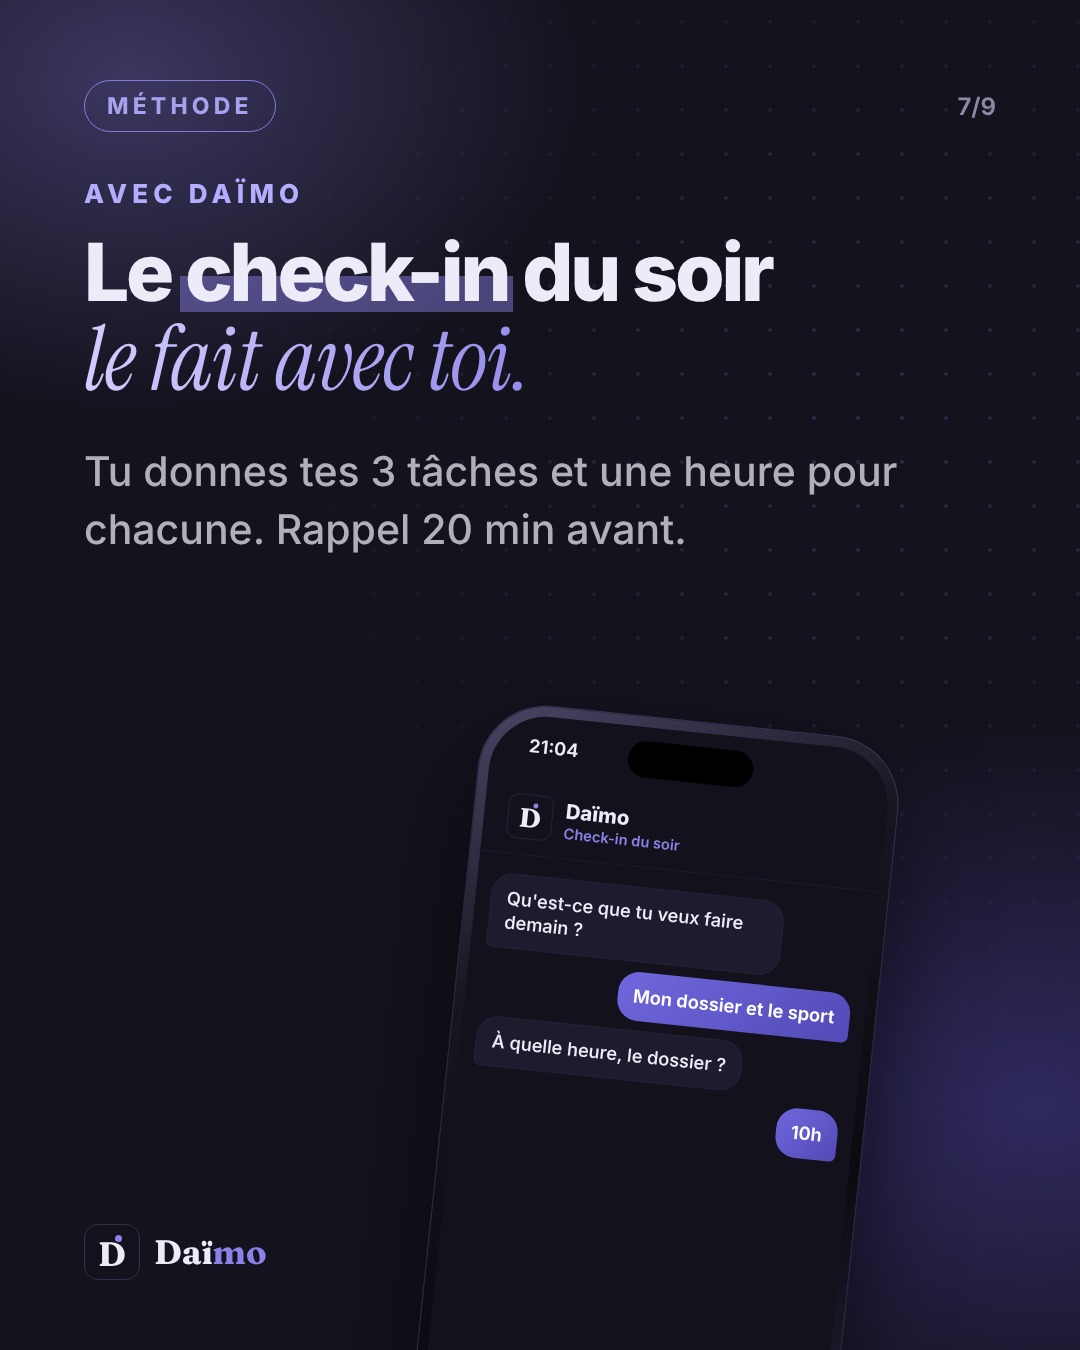 MÉTHODE
7/9
AVEC DAÏMO
Le check-in du soir
le fait avec toi.
Tu donnes tes 3 tâches et une heure pour
chacune. Rappel 20 min avant.
21:04
D
Daïmo
Check-in du soir
Qu'est-ce que tu veux faire
demain ?
Mon dossier et le sport
À quelle heure, le dossier ?
10h
D
Daïmo